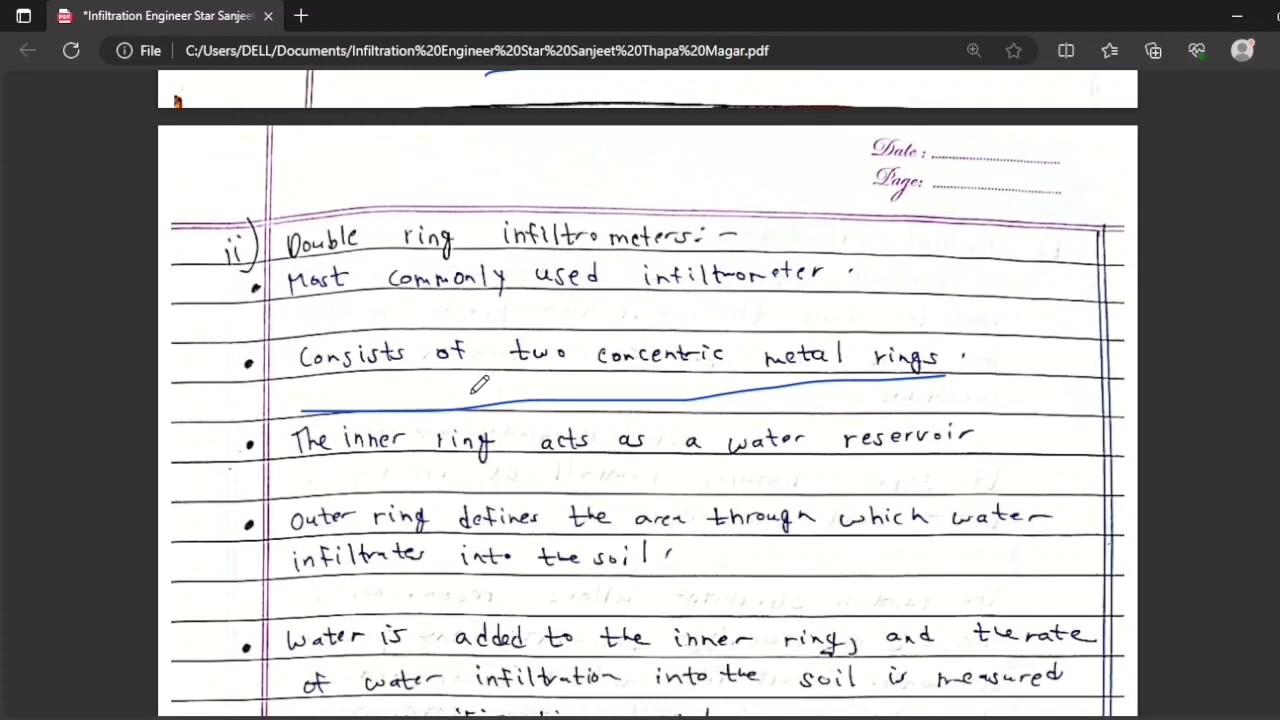 *Infiltration Engineer Star Sanjee
File
C:/Users/DELL/Documents/Infiltration%20Engineer%20Star%20Sanjeet%20Thapa%20Magar.pdf
Date:
Page:
ii) Double ring infiltrometers:-
• Most commonly used infiltrometer.
• Consists of two concentric metal rings.
• The inner ring acts as a water reservoir
• Outer ring defines the area through which water
infiltrates into the soil.
• Water is added to the inner ring, and the rate
of water infiltration into the soil is measured